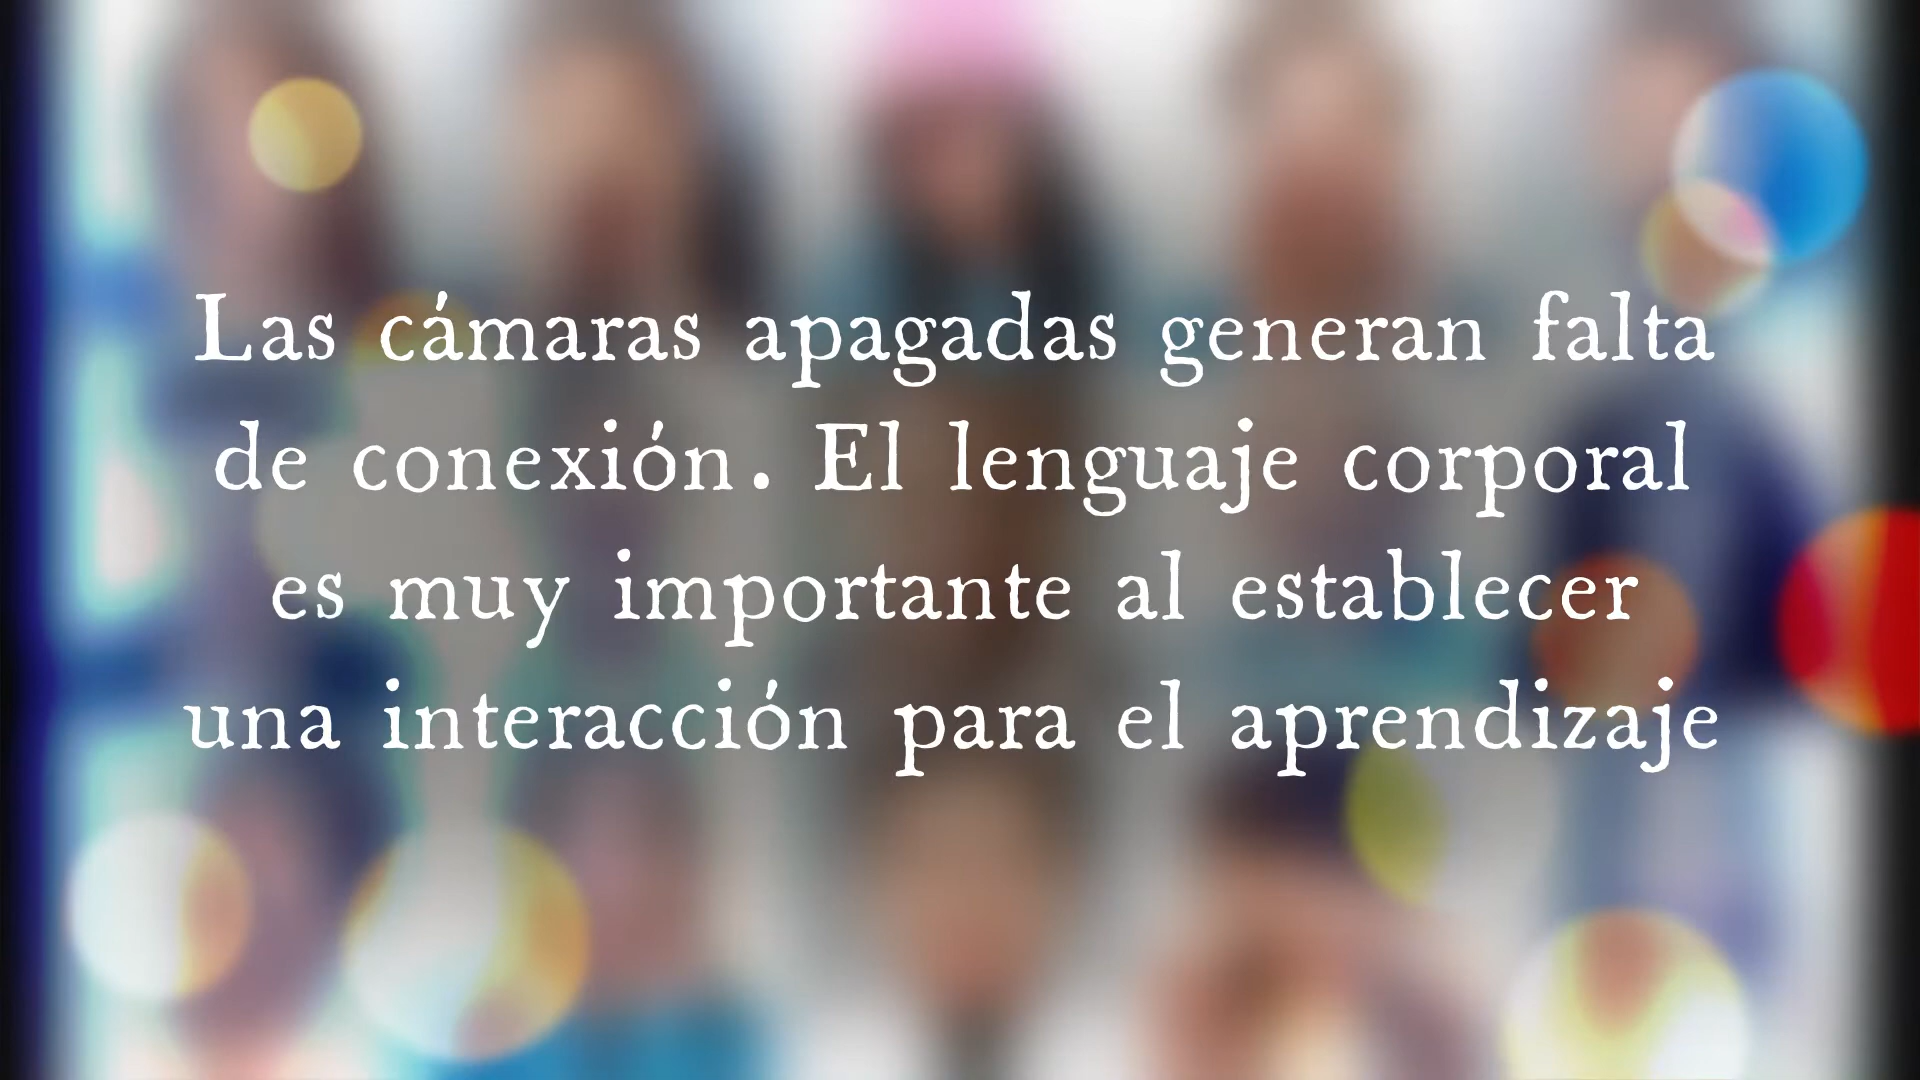 Las cámaras apagadas generan falta
de conexión. El lenguaje corporal
es muy importante al establecer
una interacción para el aprendizaje